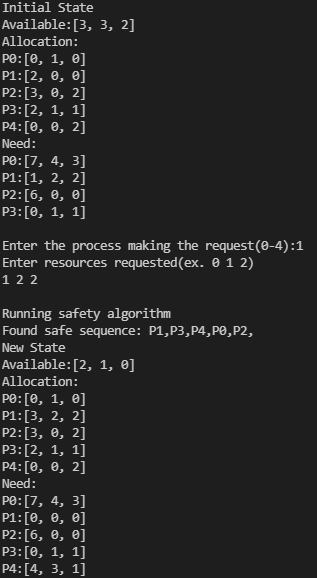 Initial State
Available:[3, 3, 2]
Allocation:
P0:[0, 1, 0]
P1:[2, 0, 0]
P2:[3, 0, 2]
P3:[2, 1, 1]
P4:[0, 0, 2]
Need:
P0:[7, 4, 3]
P1:[1, 2, 2]
P2:[6, 0, 0]
P3:[0, 1, 1]
Enter the process making the request(0-4):1
Enter resources requested(ex. 0 1 2)
1 2 2
Running safety algorithm
Found safe sequence: P1,P3,P4,P0,P2,
New State
Available:[2, 1, 0]
Allocation:
P0:[0, 1, 0]
P1:[3, 2, 2]
P2:[3, 0, 2]
P3:[2, 1, 1]
P4:[0, 0, 2]
Need:
P0:[7, 4, 3]
P1:[0, 0, 0]
P2:[6, 0, 0]
P3:[0, 1, 1]
P4:[4, 3, 1]